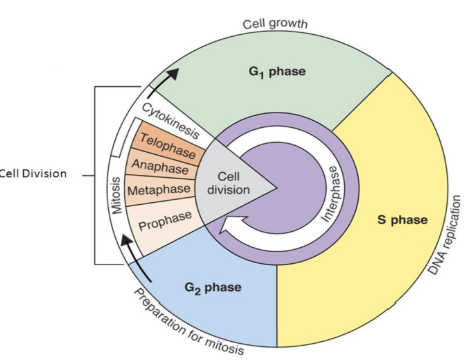 Cell growth
G1 phase
Cytokinesis
Telophase
Anaphase
Metaphase
Prophase
Mitosis
Cell Division
Cell
division
Interphase
S phase
DNA replication
G2 phase
Preparation for mitosis